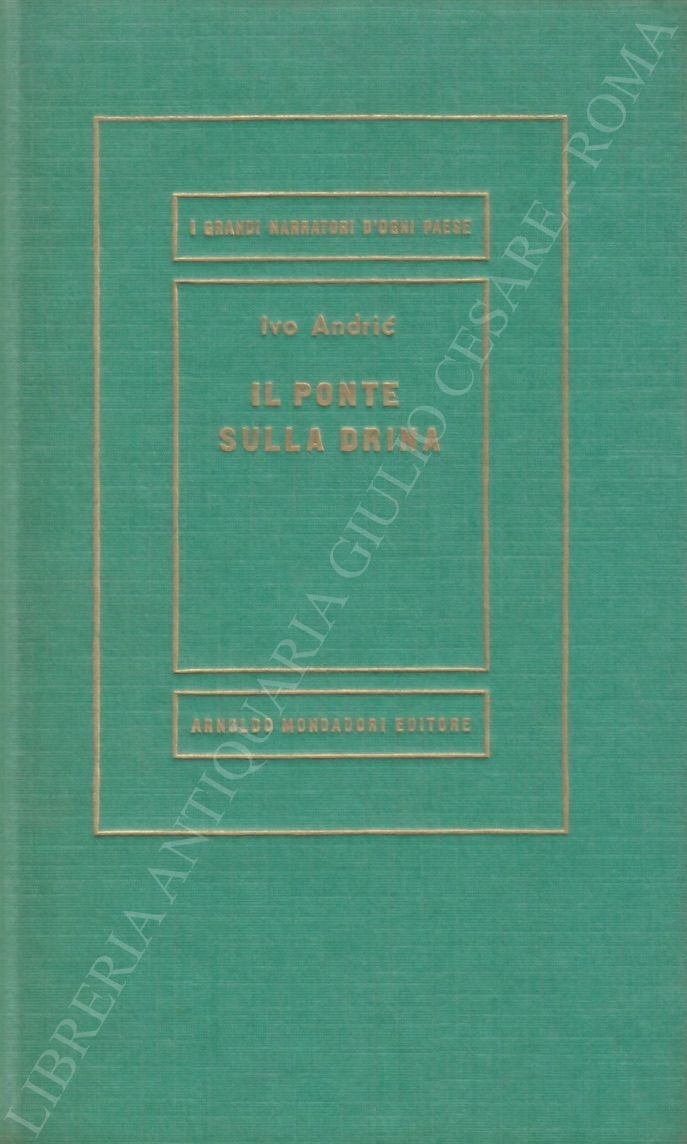 I GRANDI NARRATORI D'OGNI PAESE
Ivo Andrić
IL PONTE
SULLA DRINA
ARNOLDO MONDADORI EDITORE
LIBRERIA ANTIQUARIA GIULIO CESARE - ROMA